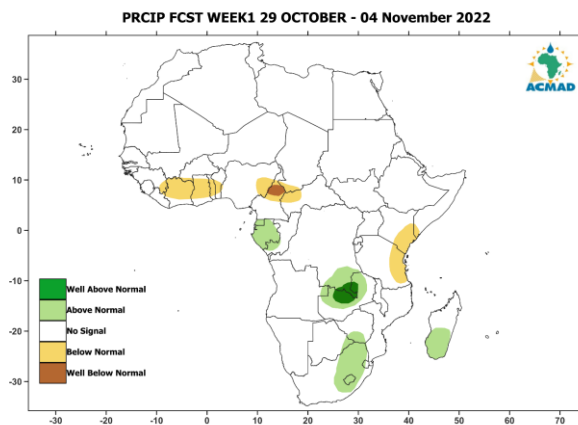 PRCIP FCST WEEK1 29 OCTOBER - 04 November 2022
ACMAD
30
20
10
0
-10
-20
-30
Well Above Normal
Above Normal
No Signal
Below Normal
Well Below Normal
-30 -20 -10 0 10 20 30 40 50 60 70